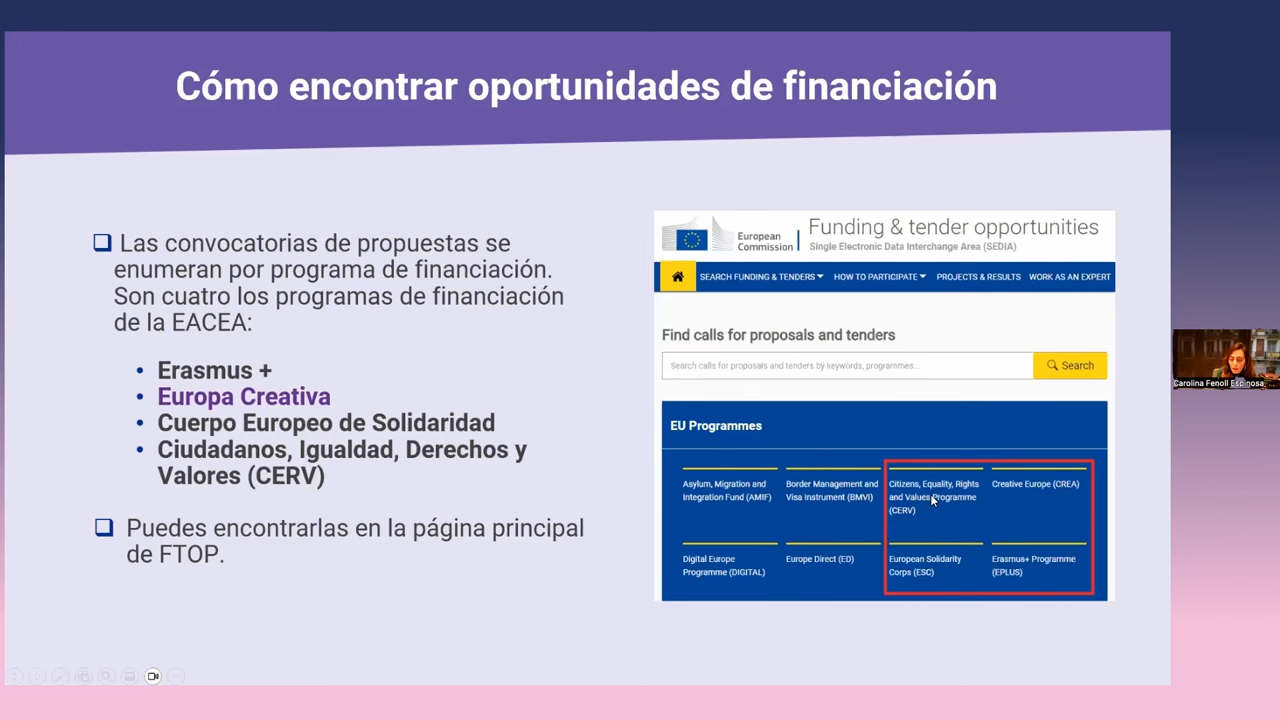 Cómo encontrar oportunidades de financiación
Las convocatorias de propuestas se
enumeran por programa de financiación.
Son cuatro los programas de financiación
de la EACEA:
• Erasmus +
• Europa Creativa
• Cuerpo Europeo de Solidaridad
• Ciudadanos, Igualdad, Derechos y
Valores (CERV)
Puedes encontrarlas en la página principal
de FTOP.
European
Commission
Funding & tender opportunities
Single Electronic Data Interchange Area (SEDIA)
SEARCH FUNDING & TENDERS HOW TO PARTICIPATE PROJECTS & RESULTS WORK AS AN EXPERT
Find calls for proposals and tenders
Search calls for proposals and tenders by keywords, programmes...
Search
EU Programmes
Asylum, Migration and
Integration Fund (AMIF)
Border Management and
Visa Instrument (BMVI)
Citizens, Equality, Rights
and Values Programme
(CERV)
Creative Europe (CREA)
Digital Europe
Programme (DIGITAL)
Europe Direct (ED)
European Solidarity
Corps (ESC)
Erasmus+ Programme
(EPLUS)
Carolina Fenoll Espinosa,